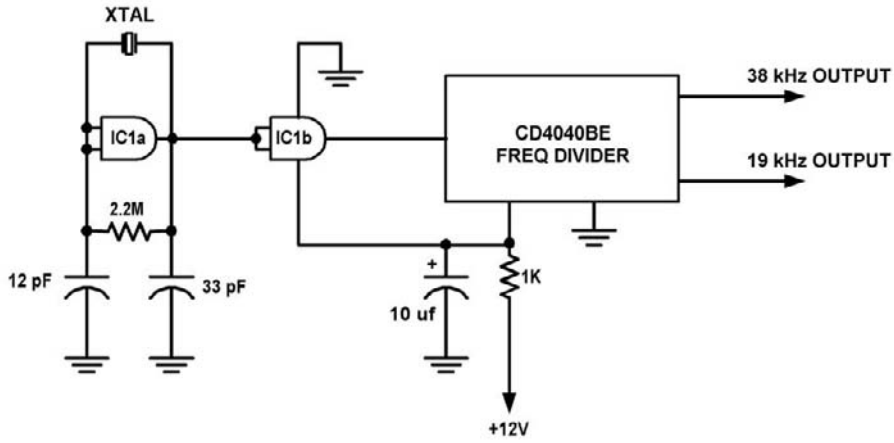 XTAL
38 kHz OUTPUT
IC1a
IC1b
CD4040BE
FREQ DIVIDER
19 kHz OUTPUT
2.2M
12 pF
33 pF
+
10 uf
1K
+12V